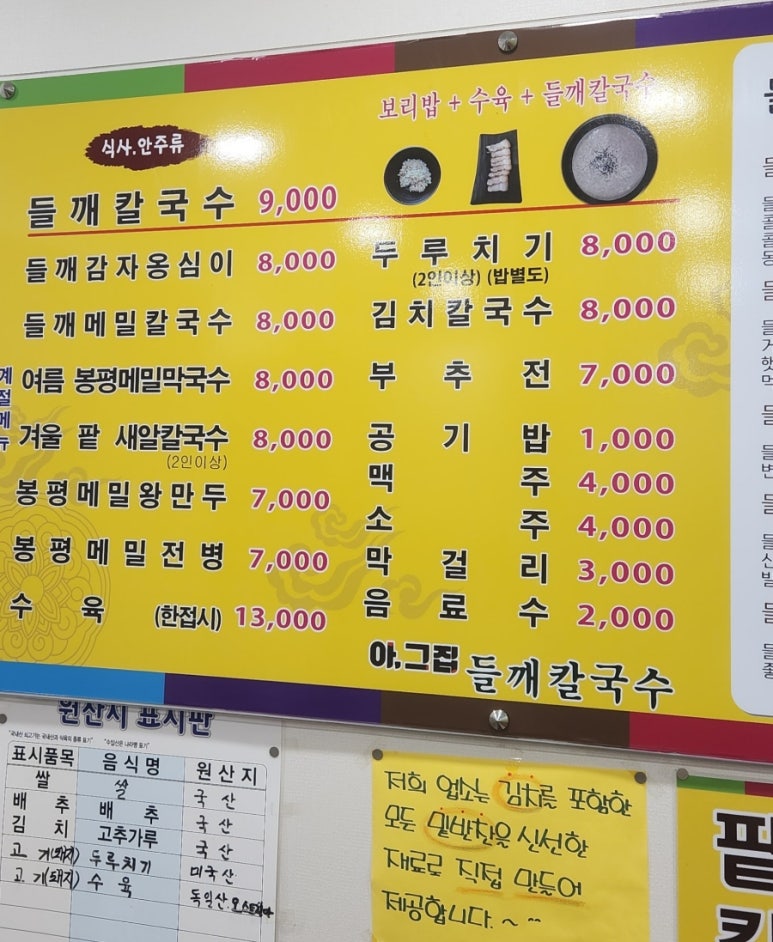 보리밥 + 수육 + 들깨칼국수
식사.안주류
들깨칼국수 9,000
들깨감자옹심이 8,000
들깨메밀칼국수 8,000
계절메뉴
여름 봉평메밀막국수 8,000
겨울 팥 새알칼국수 8,000
(2인이상)
봉평메밀왕만두 7,000
봉평메밀전병 7,000
수육 (한접시) 13,000
두루치기 8,000
(2인이상) (밥별도)
김치칼국수 8,000
부추전 7,000
공기밥 1,000
맥주 4,000
소주 4,000
막걸리 3,000
음료수 2,000
아.그집 들깨칼국수
원산지 표시판
표시품목 음식명 원산지
쌀 쌀 국산
배추 배추 국산
김치 고추가루 국산
고기(돼지) 두루치기 미국산
고기(돼지) 수육 독일산
저희 업소는 김치를 포함한
모든 밑반찬을 신선한
재료로 직접 만들어
제공합니다.~
팥